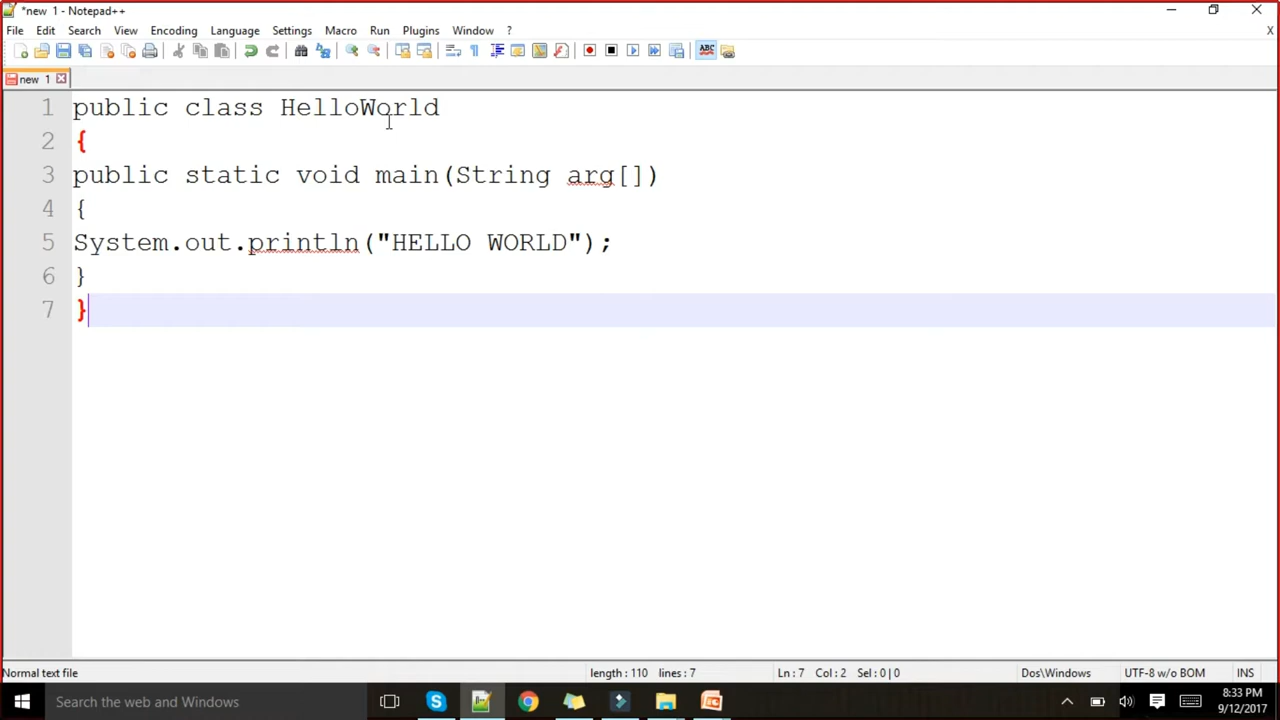 *new 1 - Notepad++
File Edit Search View Encoding Language Settings Macro Run Plugins Window ? X
new 1
1 public class HelloWorld
2 {
3 public static void main(String arg[])
4 {
5 System.out.println("HELLO WORLD");
6 }
7 }
Normal text file length : 110 lines : 7 Ln : 7 Col : 2 Sel : 0 | 0 Dos\Windows UTF-8 w/o BOM INS
Search the web and Windows
8:33 PM
9/12/2017